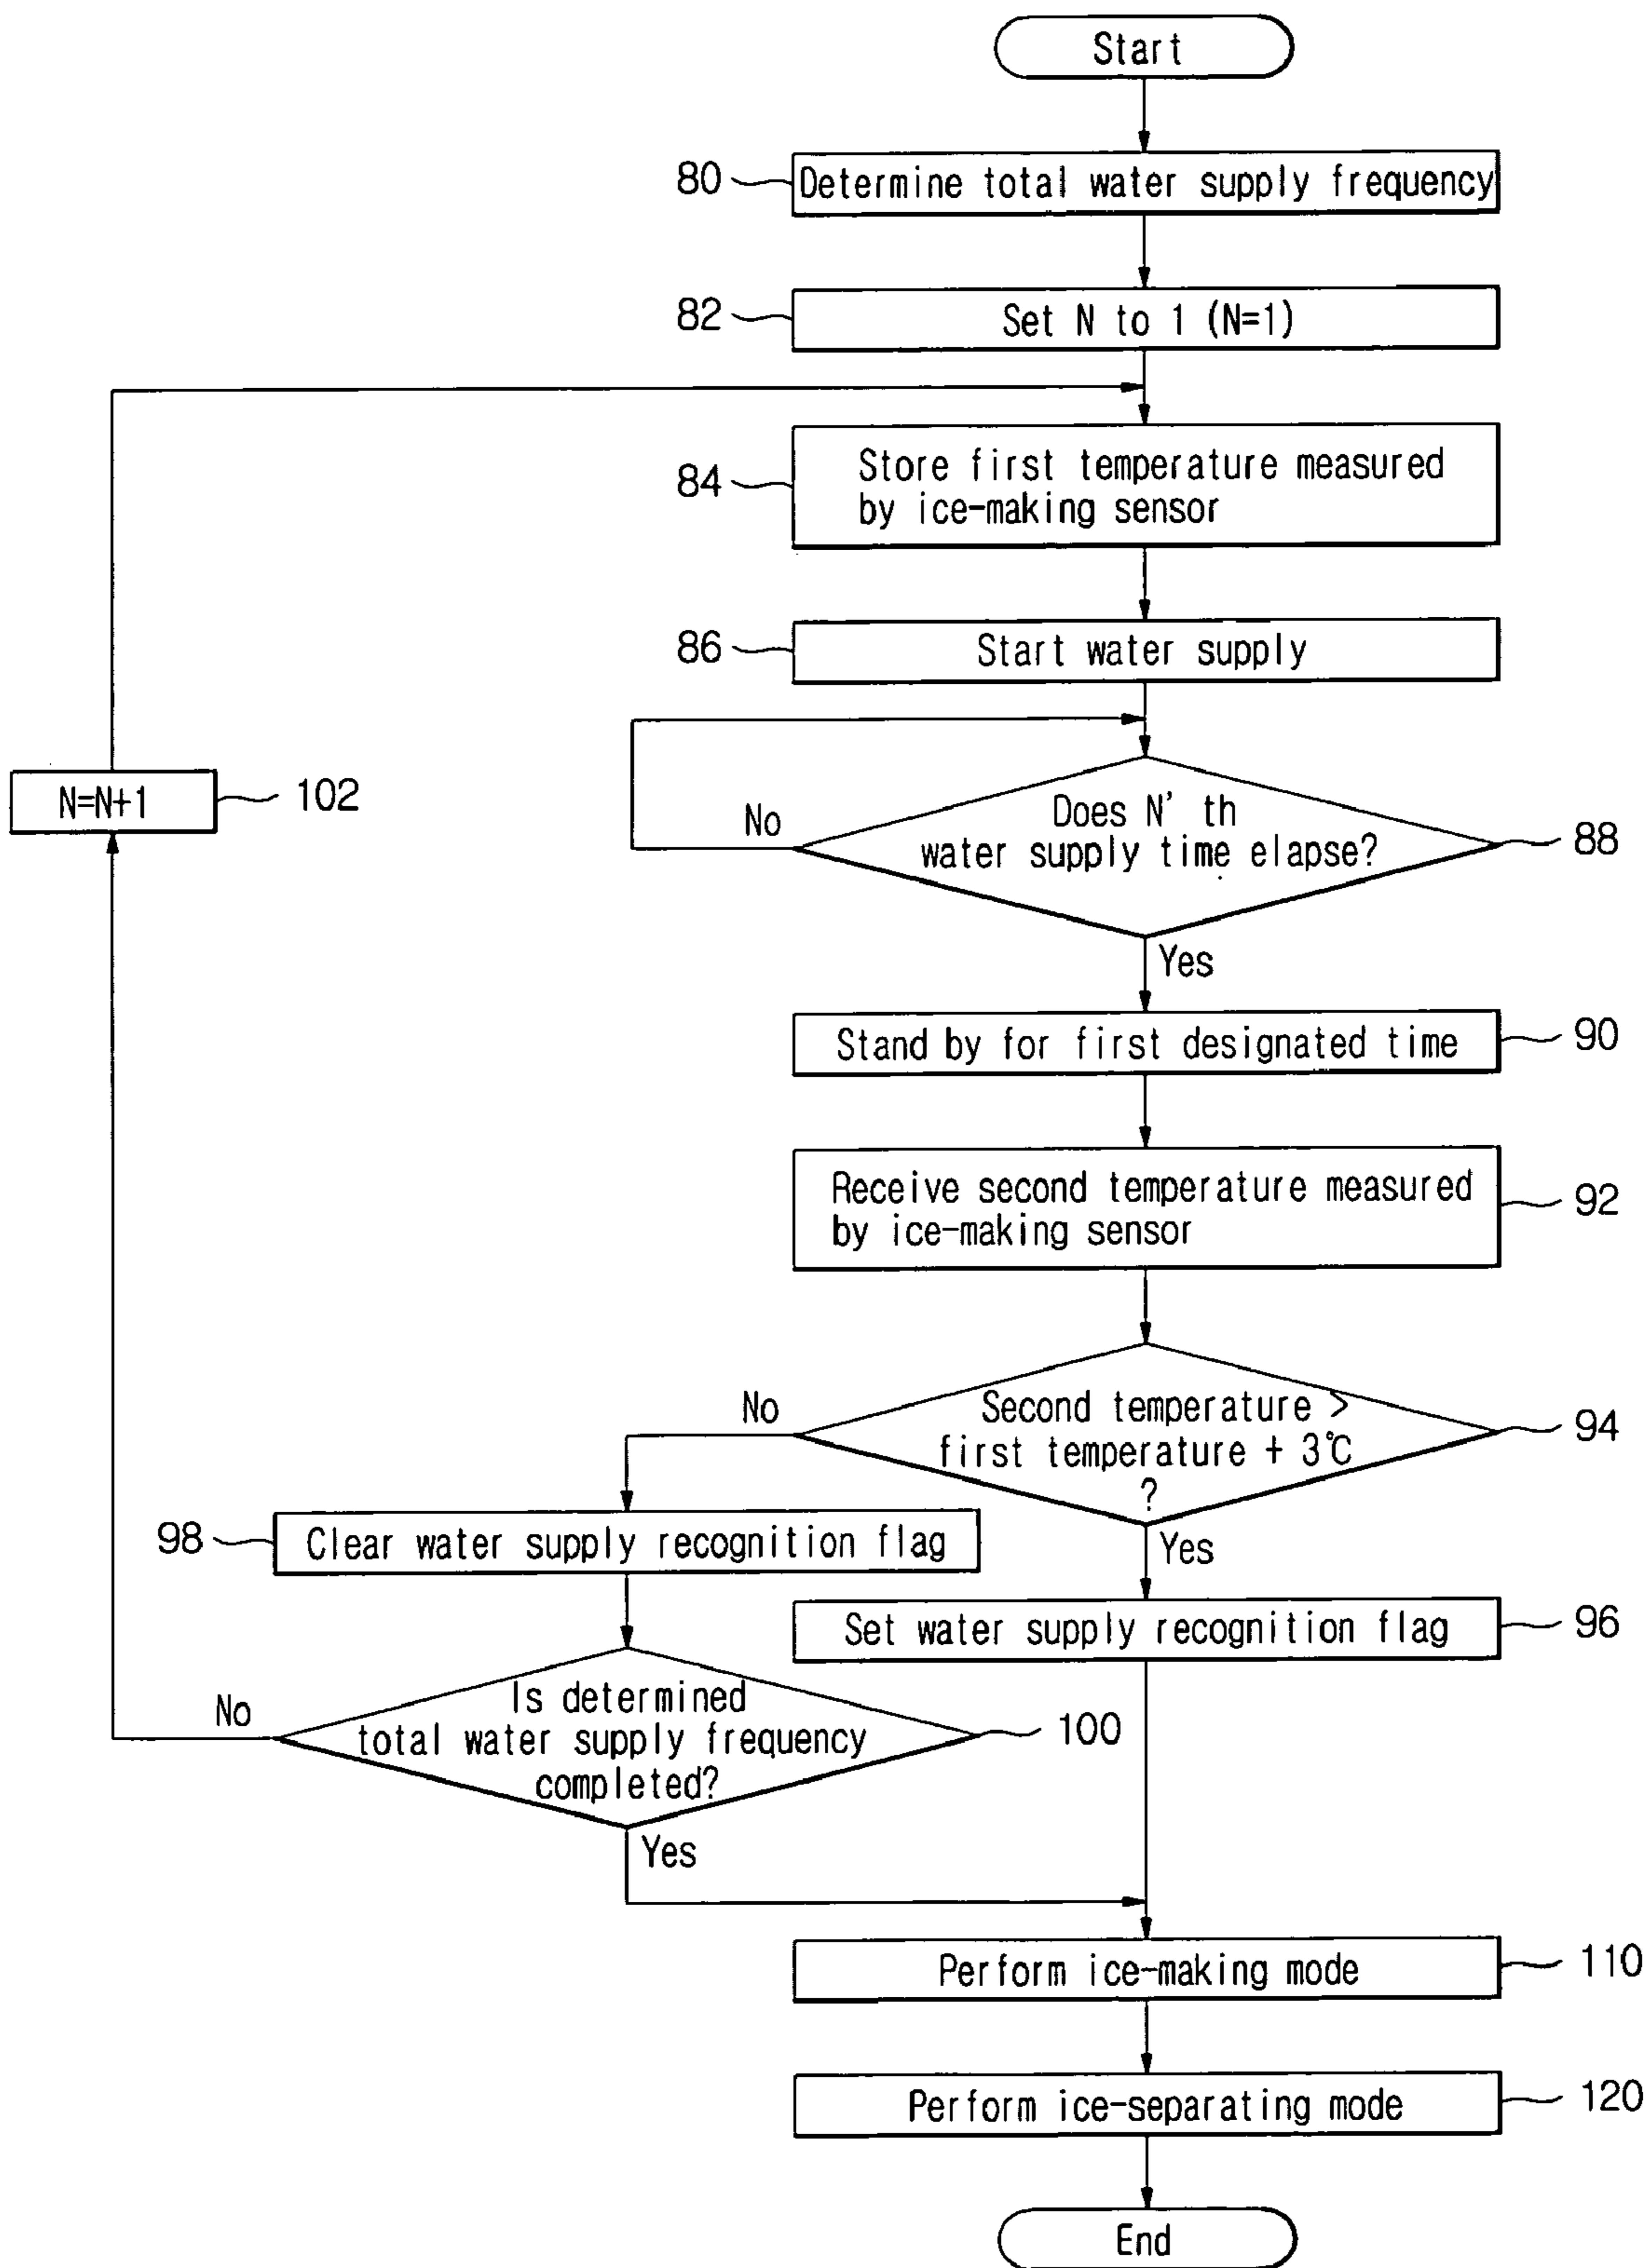 Start
80
Determine total water supply frequency
82
Set N to 1 (N=1)
84
Store first temperature measured
by ice-making sensor
86
Start water supply
N=N+1
102
No
Does N' th
water supply time elapse?
88
Yes
Stand by for first designated time
90
Receive second temperature measured
by ice-making sensor
92
No
Second temperature >
first temperature + 3℃
?
94
98
Clear water supply recognition flag
Yes
Set water supply recognition flag
96
No
Is determined
total water supply frequency
completed?
100
Yes
Perform ice-making mode
110
Perform ice-separating mode
120
End